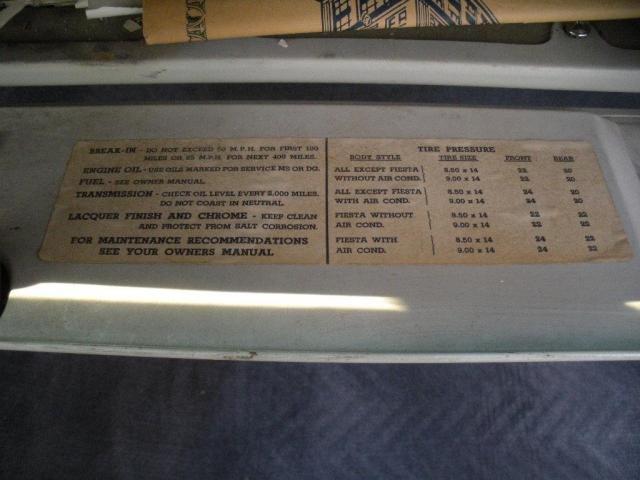 BREAK-IN - DO NOT EXCEED 50 M.P.H. FOR FIRST 100
MILES OR 65 M.P.H. FOR NEXT 400 MILES.
ENGINE OIL - USE OILS MARKED FOR SERVICE MS OR DG.
FUEL - SEE OWNER MANUAL.
TRANSMISSION - CHECK OIL LEVEL EVERY 2,000 MILES.
DO NOT COAST IN NEUTRAL.
LACQUER FINISH AND CHROME - KEEP CLEAN
AND PROTECT FROM SALT CORROSION.
FOR MAINTENANCE RECOMMENDATIONS
SEE YOUR OWNERS MANUAL
TIRE PRESSURE
BODY STYLE TIRE SIZE FRONT REAR
ALL EXCEPT FIESTA 8.50 x 14 22 20
WITHOUT AIR COND. 9.00 x 14 22 20
ALL EXCEPT FIESTA 8.50 x 14 24 20
WITH AIR COND. 9.00 x 14 24 20
FIESTA WITHOUT 8.50 x 14 22 22
AIR COND. 9.00 x 14 22 22
FIESTA WITH 8.50 x 14 24 22
AIR COND. 9.00 x 14 24 22